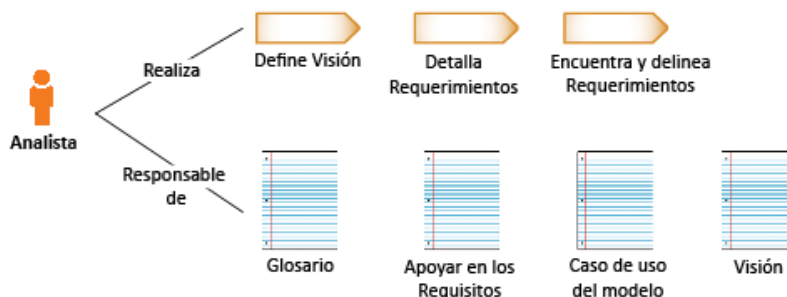 Realiza
Define Visión
Detalla
Requerimientos
Encuentra y delinea
Requerimientos
Analista
Responsable
de
Glosario
Apoyar en los
Requisitos
Caso de uso
del modelo
Visión